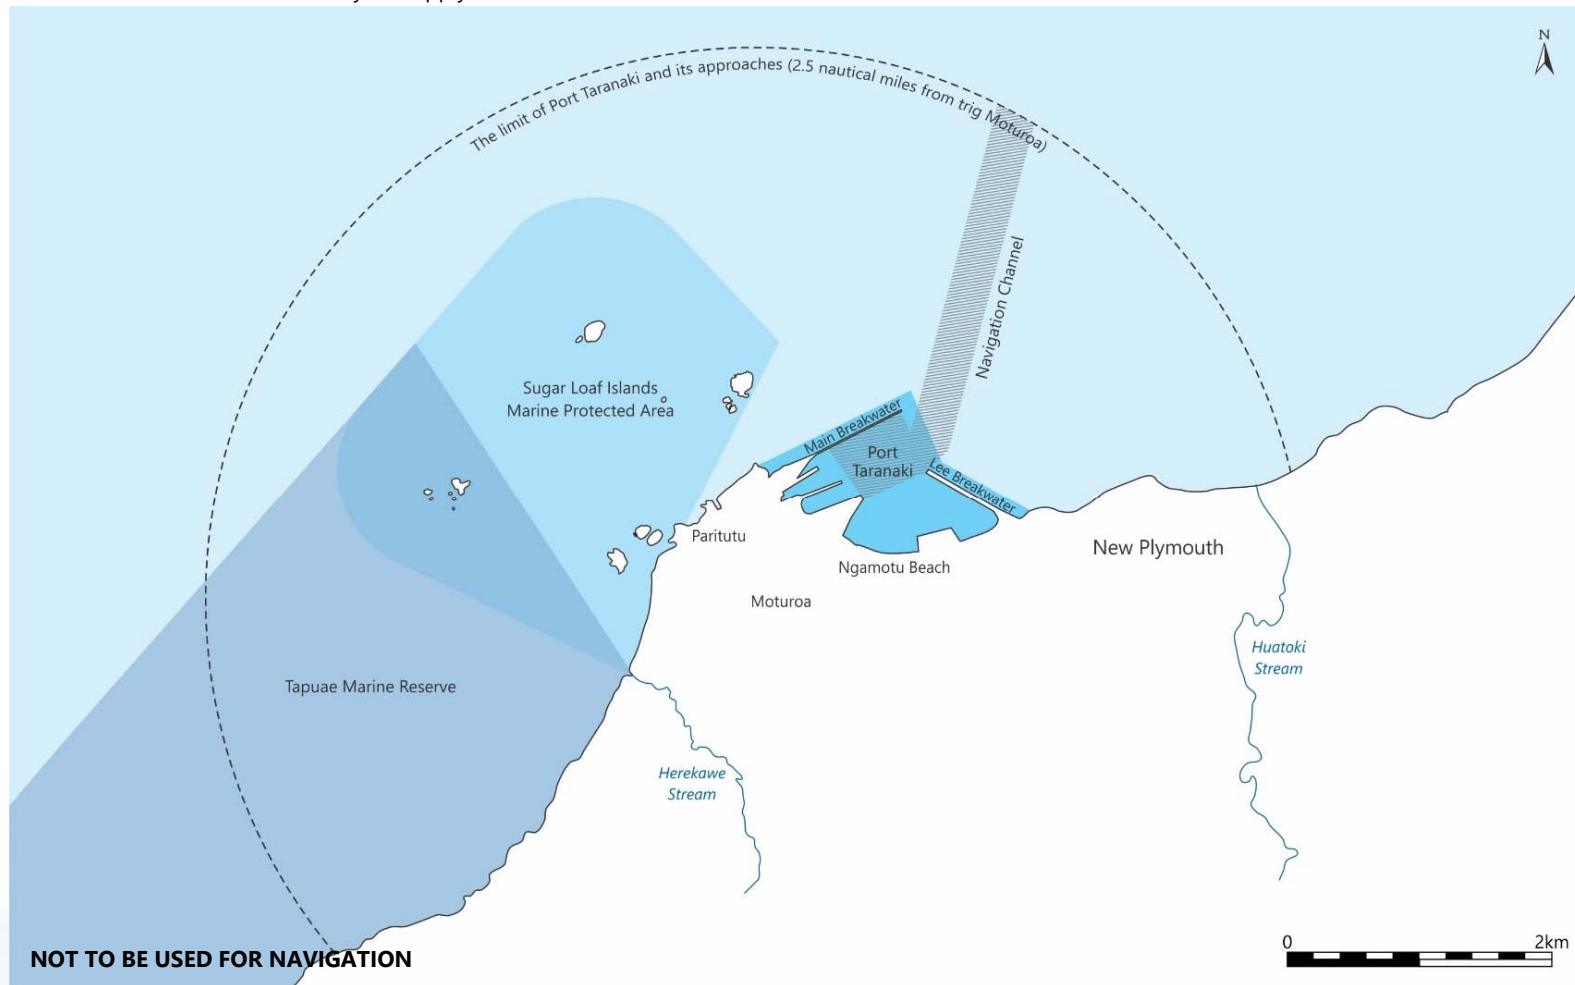 N
The limit of Port Taranaki and its approaches (2.5 nautical miles from trig Moturoa)
Navigation Channel
Sugar Loaf Islands
Marine Protected Area
Main Breakwater
Port
Taranaki
Lee Breakwater
Paritutu
New Plymouth
Ngamotu Beach
Moturoa
Huatoki
Stream
Tapuae Marine Reserve
Herekawe
Stream
NOT TO BE USED FOR NAVIGATION
0 2km